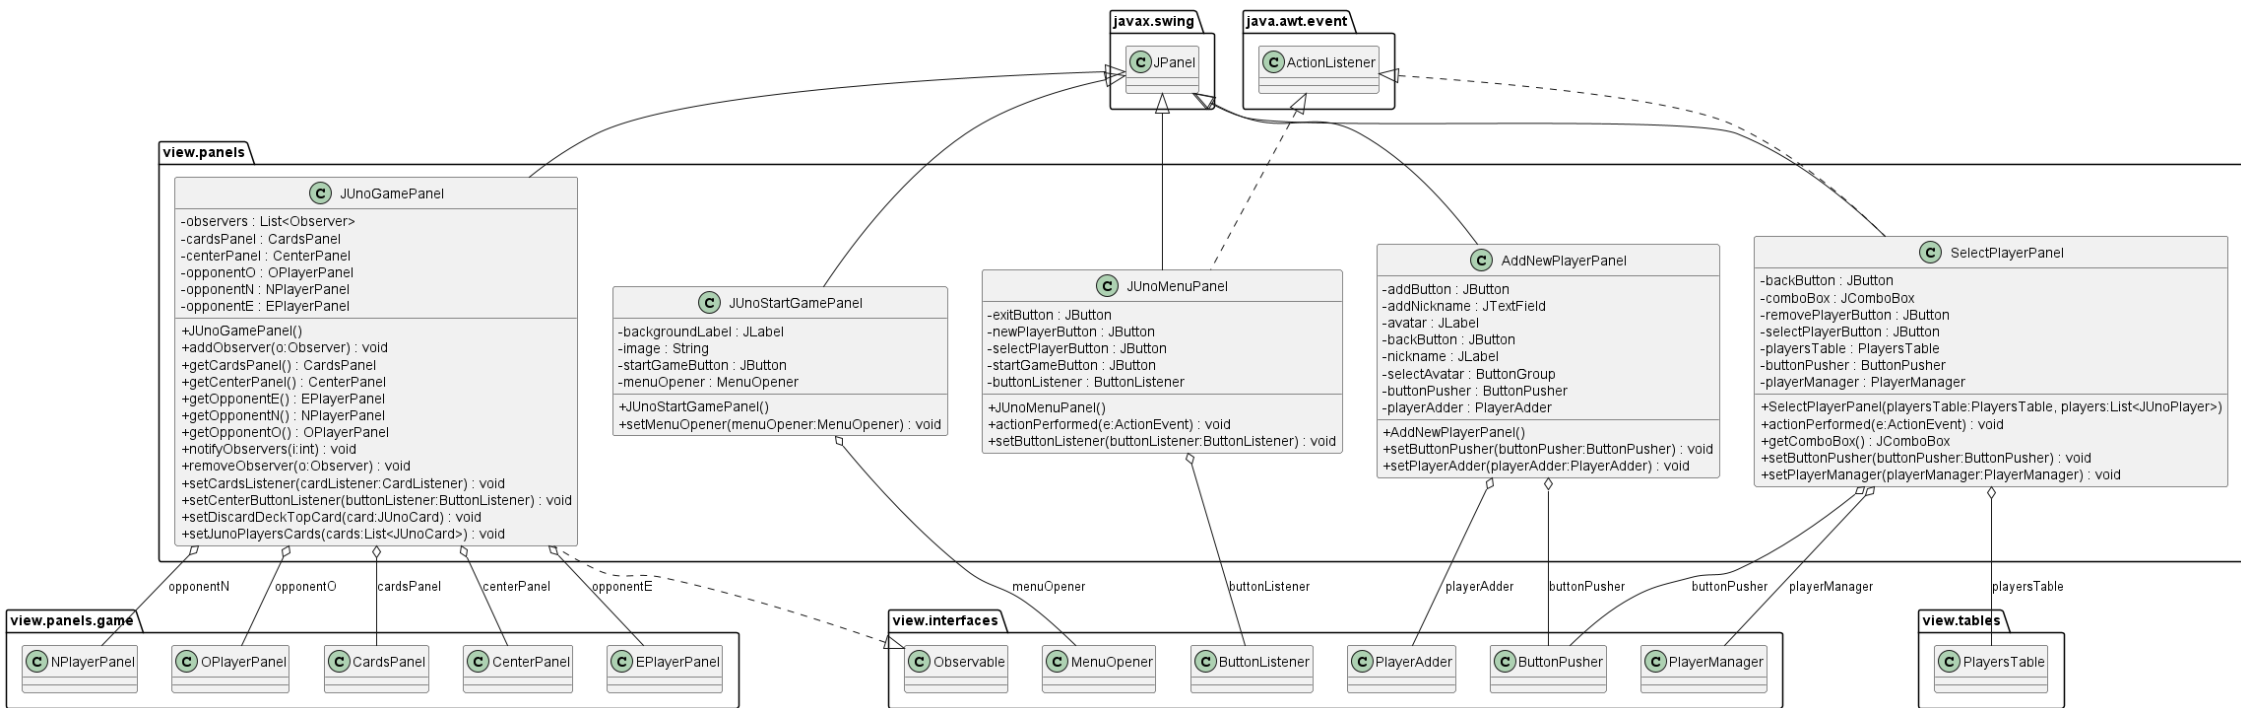 javax.swing
java.awt.event
C JPanel
C ActionListener
view.panels
C JUnoGamePanel
-observers : List<Observer>
-cardsPanel : CardsPanel
-centerPanel : CenterPanel
-opponentO : OPlayerPanel
-opponentN : NPlayerPanel
-opponentE : EPlayerPanel
+JUnoGamePanel()
+addObserver(o:Observer) : void
+getCardsPanel() : CardsPanel
+getCenterPanel() : CenterPanel
+getOpponentE() : EPlayerPanel
+getOpponentN() : NPlayerPanel
+getOpponentO() : OPlayerPanel
+notifyObservers(i:int) : void
+removeObserver(o:Observer) : void
+setCardsListener(cardListener:CardListener) : void
+setCenterButtonListener(buttonListener:ButtonListener) : void
+setDiscardDeckTopCard(card:JUnoCard) : void
+setJunoPlayersCards(cards:List<JUnoCard>) : void
C JUnoStartGamePanel
-backgroundLabel : JLabel
-image : String
-startGameButton : JButton
-menuOpener : MenuOpener
+JUnoStartGamePanel()
+setMenuOpener(menuOpener:MenuOpener) : void
C JUnoMenuPanel
-exitButton : JButton
-newPlayerButton : JButton
-selectPlayerButton : JButton
-startGameButton : JButton
-buttonListener : ButtonListener
+JUnoMenuPanel()
+actionPerformed(e:ActionEvent) : void
+setButtonListener(buttonListener:ButtonListener) : void
C AddNewPlayerPanel
-addButton : JButton
-addNickname : JTextField
-avatar : JLabel
-backButton : JButton
-nickname : JLabel
-selectAvatar : ButtonGroup
-buttonPusher : ButtonPusher
-playerAdder : PlayerAdder
+AddNewPlayerPanel()
+setButtonPusher(buttonPusher:ButtonPusher) : void
+setPlayerAdder(playerAdder:PlayerAdder) : void
C SelectPlayerPanel
-backButton : JButton
-comboBox : JComboBox
-removePlayerButton : JButton
-selectPlayerButton : JButton
-playersTable : PlayersTable
-buttonPusher : ButtonPusher
-playerManager : PlayerManager
+SelectPlayerPanel(playersTable:PlayersTable, players:List<JUnoPlayer>)
+actionPerformed(e:ActionEvent) : void
+getComboBox() : JComboBox
+setButtonPusher(buttonPusher:ButtonPusher) : void
+setPlayerManager(playerManager:PlayerManager) : void
opponentN
opponentO
cardsPanel
centerPanel
opponentE
menuOpener
buttonListener
playerAdder
buttonPusher
buttonPusher
playerManager
playersTable
view.panels.game
C NPlayerPanel
C OPlayerPanel
C CardsPanel
C CenterPanel
C EPlayerPanel
view.interfaces
C Observable
C MenuOpener
C ButtonListener
C PlayerAdder
C ButtonPusher
C PlayerManager
view.tables
C PlayersTable